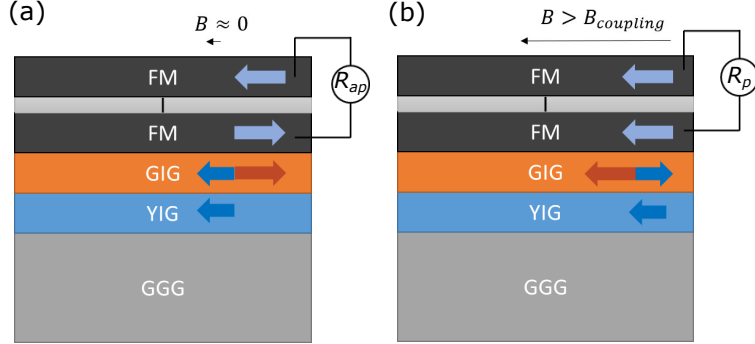 (a)
B ≈ 0
FM
I
FM
GIG
YIG
GGG
R_ap
(b)
B > B_coupling
FM
I
FM
GIG
YIG
GGG
R_p